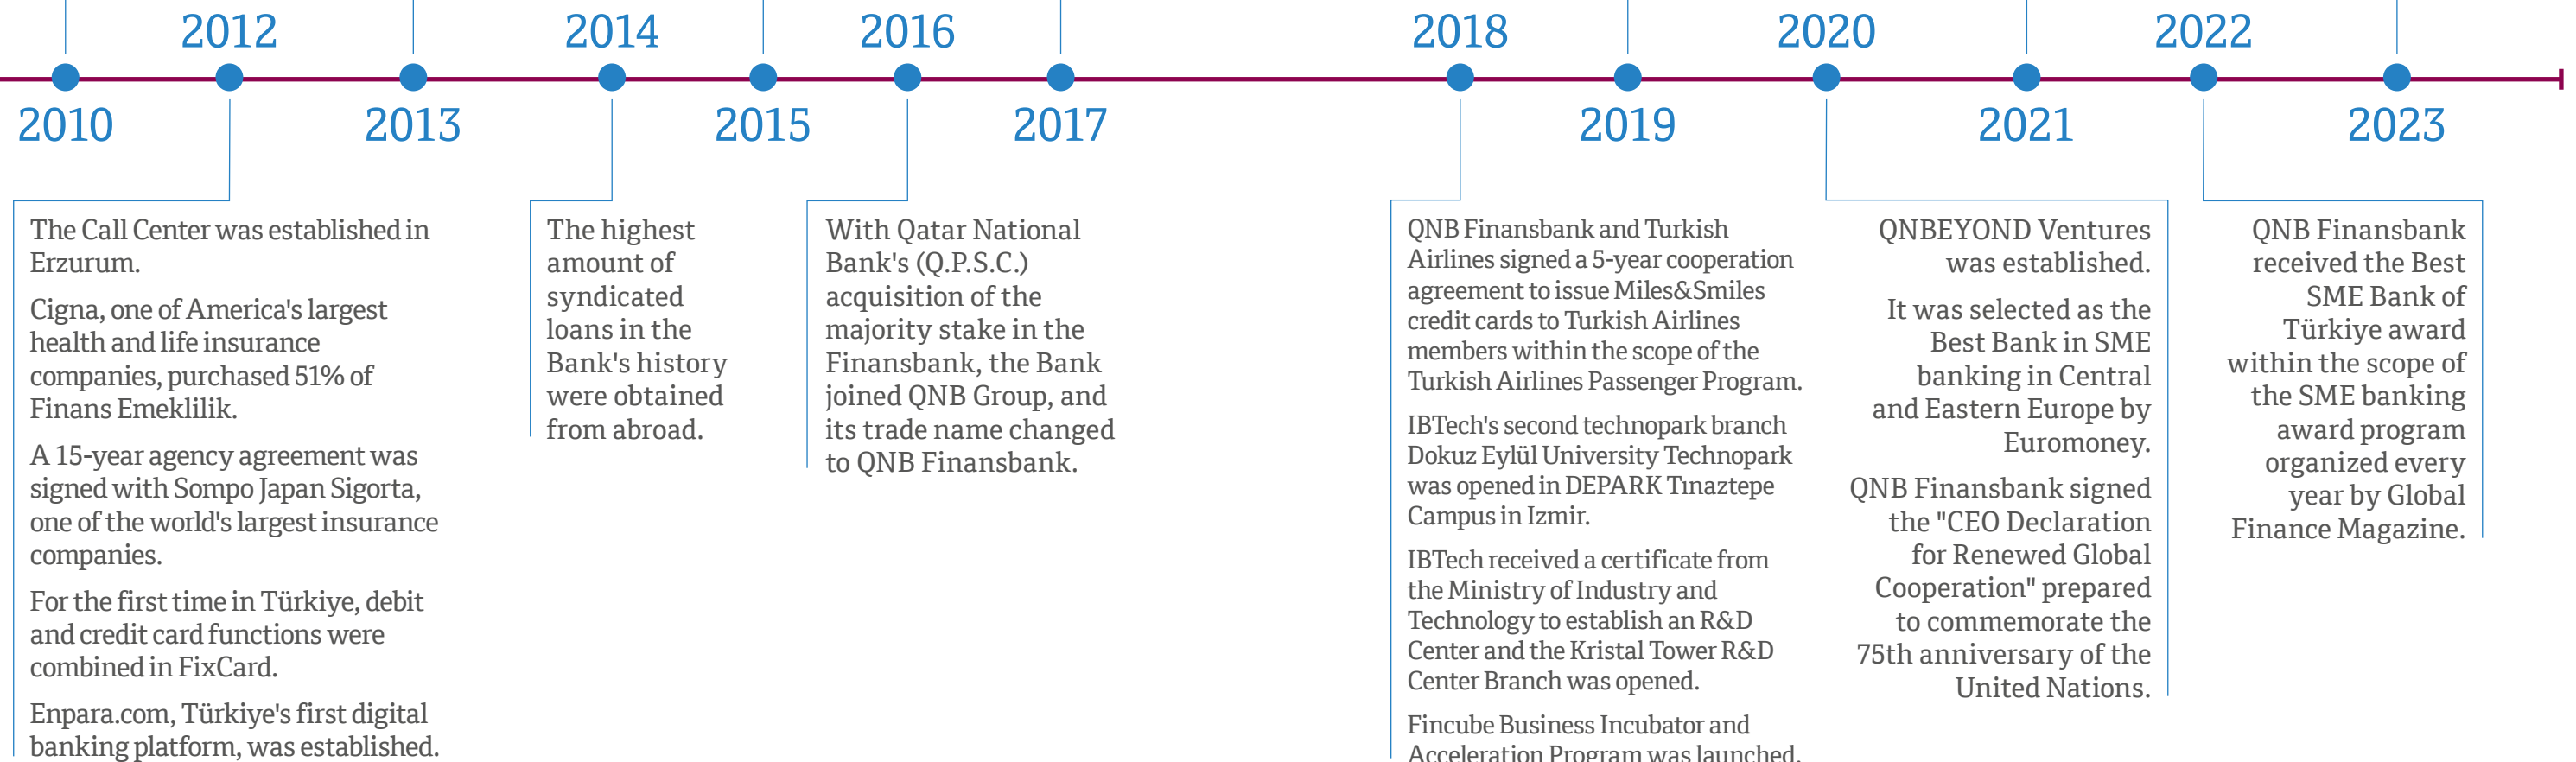 2012
2014
2016
2018
2020
2022
2010
2013
2015
2017
2019
2021
2023
The Call Center was established in
Erzurum.
Cigna, one of America's largest
health and life insurance
companies, purchased 51% of
Finans Emeklilik.
A 15-year agency agreement was
signed with Sompo Japan Sigorta,
one of the world's largest insurance
companies.
For the first time in Türkiye, debit
and credit card functions were
combined in FixCard.
Enpara.com, Türkiye's first digital
banking platform, was established.
The highest
amount of
syndicated
loans in the
Bank's history
were obtained
from abroad.
With Qatar National
Bank's (Q.P.S.C.)
acquisition of the
majority stake in the
Finansbank, the Bank
joined QNB Group, and
its trade name changed
to QNB Finansbank.
QNB Finansbank and Turkish
Airlines signed a 5-year cooperation
agreement to issue Miles&Smiles
credit cards to Turkish Airlines
members within the scope of the
Turkish Airlines Passenger Program.
IBTech's second technopark branch
Dokuz Eylül University Technopark
was opened in DEPARK Tınaztepe
Campus in Izmir.
IBTech received a certificate from
the Ministry of Industry and
Technology to establish an R&D
Center and the Kristal Tower R&D
Center Branch was opened.
Fincube Business Incubator and
Acceleration Program was launched.
QNBEYOND Ventures
was established.
It was selected as the
Best Bank in SME
banking in Central
and Eastern Europe by
Euromoney.
QNB Finansbank signed
the "CEO Declaration
for Renewed Global
Cooperation" prepared
to commemorate the
75th anniversary of the
United Nations.
QNB Finansbank
received the Best
SME Bank of
Türkiye award
within the scope of
the SME banking
award program
organized every
year by Global
Finance Magazine.